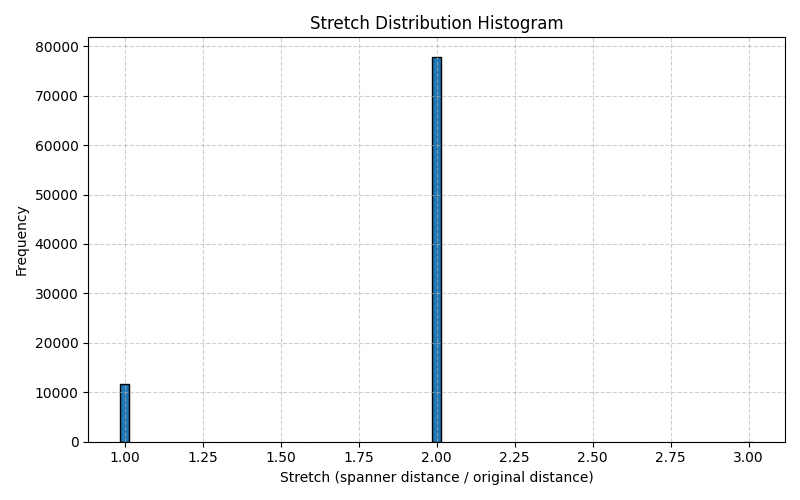 Stretch Distribution Histogram
80000
70000
60000
50000
40000
30000
20000
10000
0
Frequency
1.00 1.25 1.50 1.75 2.00 2.25 2.50 2.75 3.00
Stretch (spanner distance / original distance)